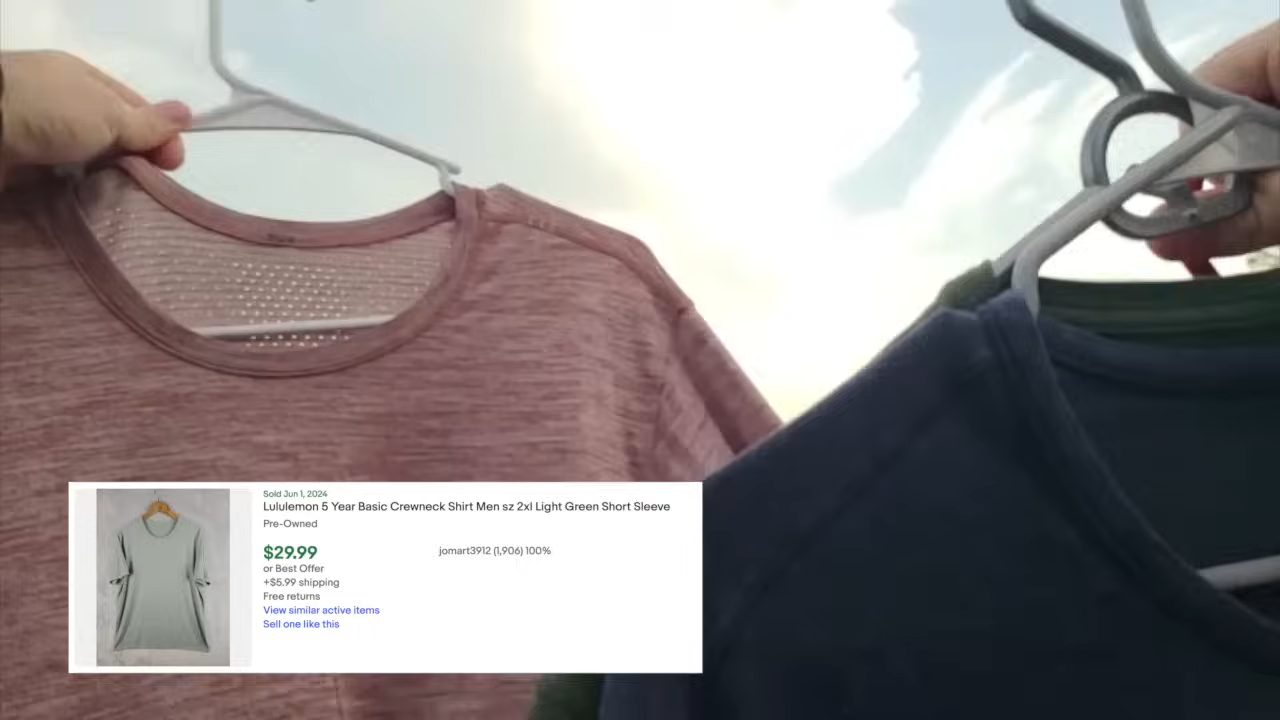 Sold Jun 1, 2024
Lululemon 5 Year Basic Crewneck Shirt Men sz 2xl Light Green Short Sleeve
Pre-Owned
$29.99
jomart3912 (1,906) 100%
or Best Offer
+$5.99 shipping
Free returns
View similar active items
Sell one like this